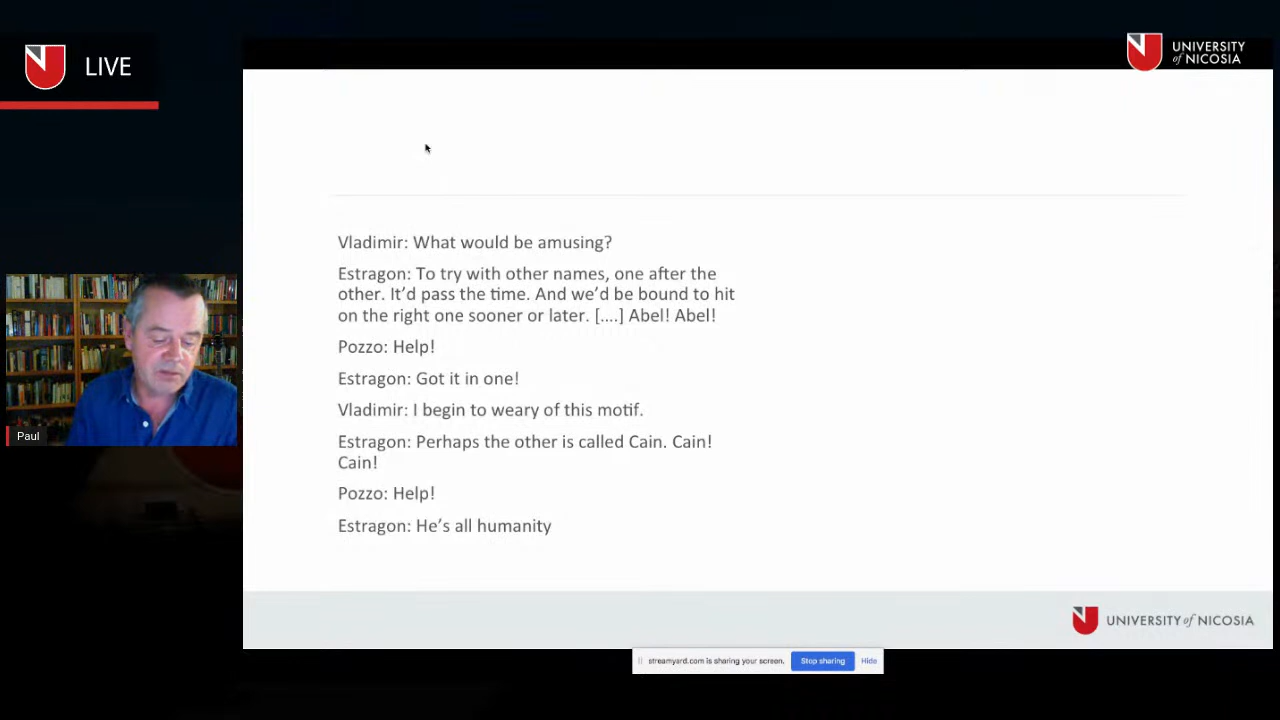 LIVE
UNIVERSITY
of NICOSIA
Vladimir: What would be amusing?
Estragon: To try with other names, one after the
other. It’d pass the time. And we’d be bound to hit
on the right one sooner or later. [....] Abel! Abel!
Pozzo: Help!
Estragon: Got it in one!
Vladimir: I begin to weary of this motif.
Estragon: Perhaps the other is called Cain. Cain!
Cain!
Pozzo: Help!
Estragon: He’s all humanity
Paul
UNIVERSITY of NICOSIA
streamyard.com is sharing your screen. Stop sharing Hide